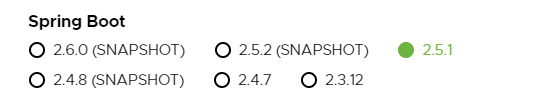 Spring Boot
2.6.0 (SNAPSHOT) 2.5.2 (SNAPSHOT) 2.5.1
2.4.8 (SNAPSHOT) 2.4.7 2.3.12